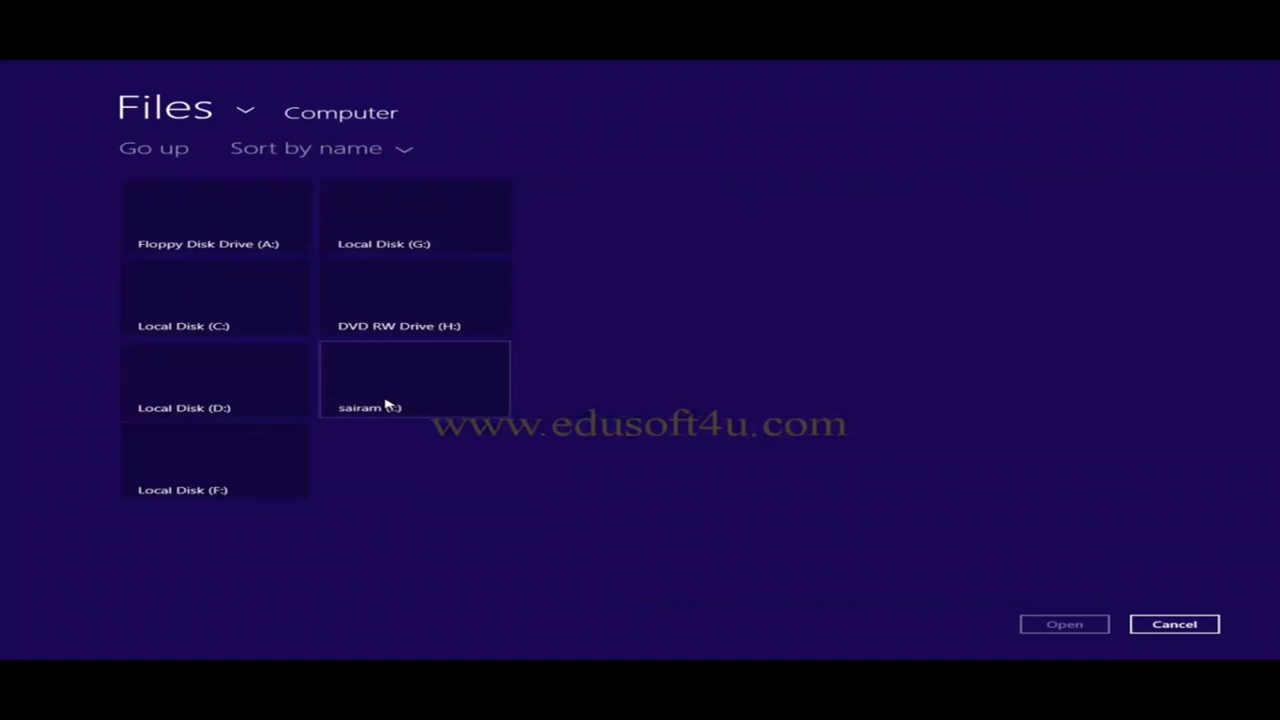 Files Computer
Go up Sort by name
Floppy Disk Drive (A:)
Local Disk (C:)
Local Disk (D:)
Local Disk (F:)
Local Disk (G:)
DVD RW Drive (H:)
sairam
www.edusoft4u.com
Open Cancel